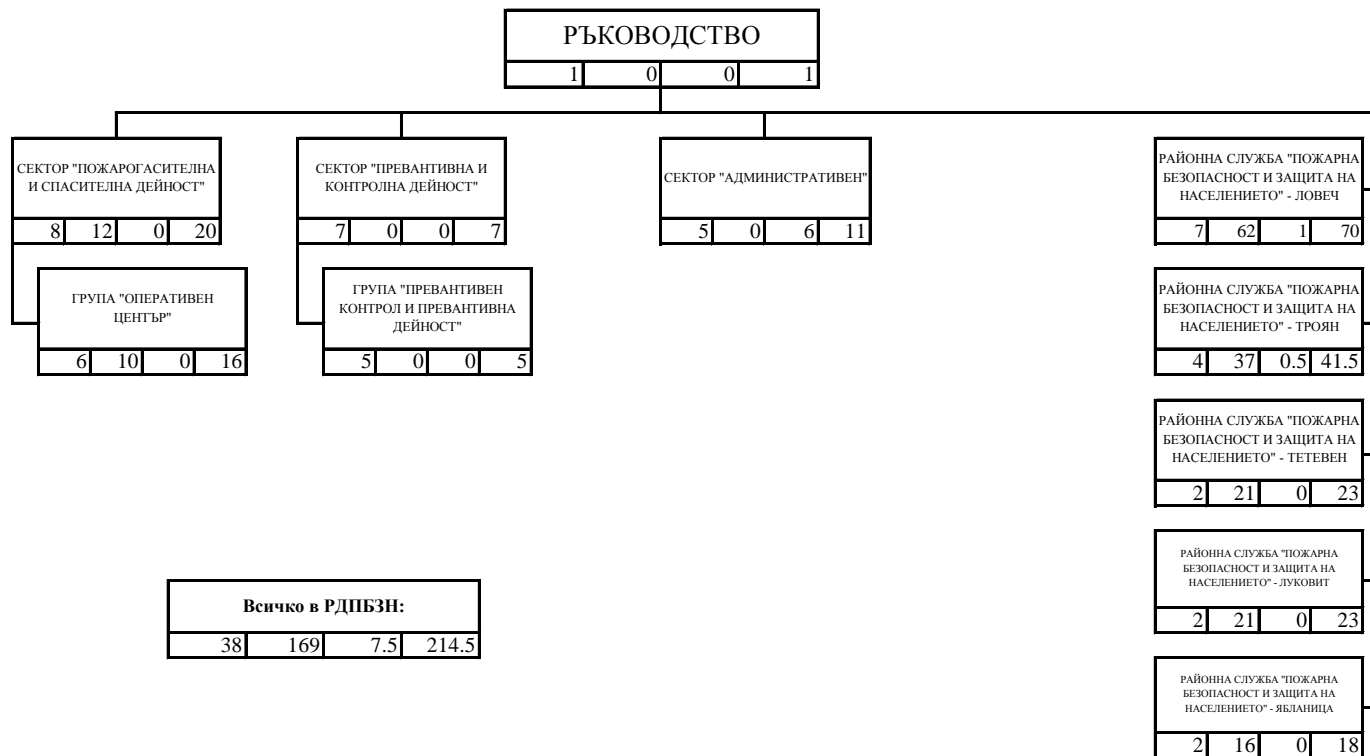 РЪКОВОДСТВО
1 0 0 1
СЕКТОР "ПОЖАРОГАСИТЕЛНА
И СПАСИТЕЛНА ДЕЙНОСТ"
8 12 0 20
ГРУПА "ОПЕРАТИВЕН
ЦЕНТЪР"
6 10 0 16
СЕКТОР "ПРЕВАНТИВНА И
КОНТРОЛНА ДЕЙНОСТ"
7 0 0 7
ГРУПА "ПРЕВАНТИВЕН
КОНТРОЛ И ПРЕВАНТИВНА
ДЕЙНОСТ"
5 0 0 5
СЕКТОР "АДМИНИСТРАТИВЕН"
5 0 6 11
РАЙОННА СЛУЖБА "ПОЖАРНА
БЕЗОПАСНОСТ И ЗАЩИТА НА
НАСЕЛЕНИЕТО" - ЛОВЕЧ
7 62 1 70
РАЙОННА СЛУЖБА "ПОЖАРНА
БЕЗОПАСНОСТ И ЗАЩИТА НА
НАСЕЛЕНИЕТО" - ТРОЯН
4 37 0.5 41.5
РАЙОННА СЛУЖБА "ПОЖАРНА
БЕЗОПАСНОСТ И ЗАЩИТА НА
НАСЕЛЕНИЕТО" - ТЕТЕВЕН
2 21 0 23
РАЙОННА СЛУЖБА "ПОЖАРНА
БЕЗОПАСНОСТ И ЗАЩИТА НА
НАСЕЛЕНИЕТО" - ЛУКОВИТ
2 21 0 23
РАЙОННА СЛУЖБА "ПОЖАРНА
БЕЗОПАСНОСТ И ЗАЩИТА НА
НАСЕЛЕНИЕТО" - ЯБЛАНИЦА
2 16 0 18
Всичко в РДПБЗН:
38 169 7.5 214.5